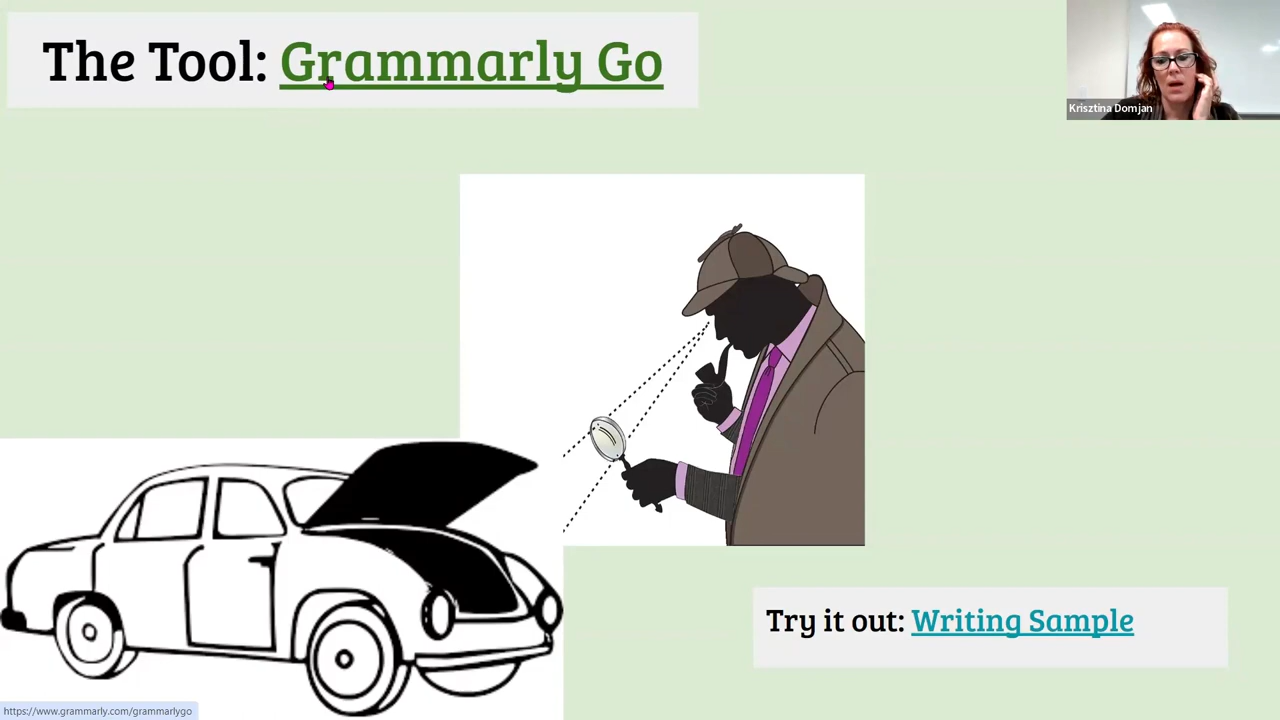 The Tool: Grammarly Go
Krisztina Domjan
Try it out: Writing Sample
https://www.grammarly.com/grammarlygo